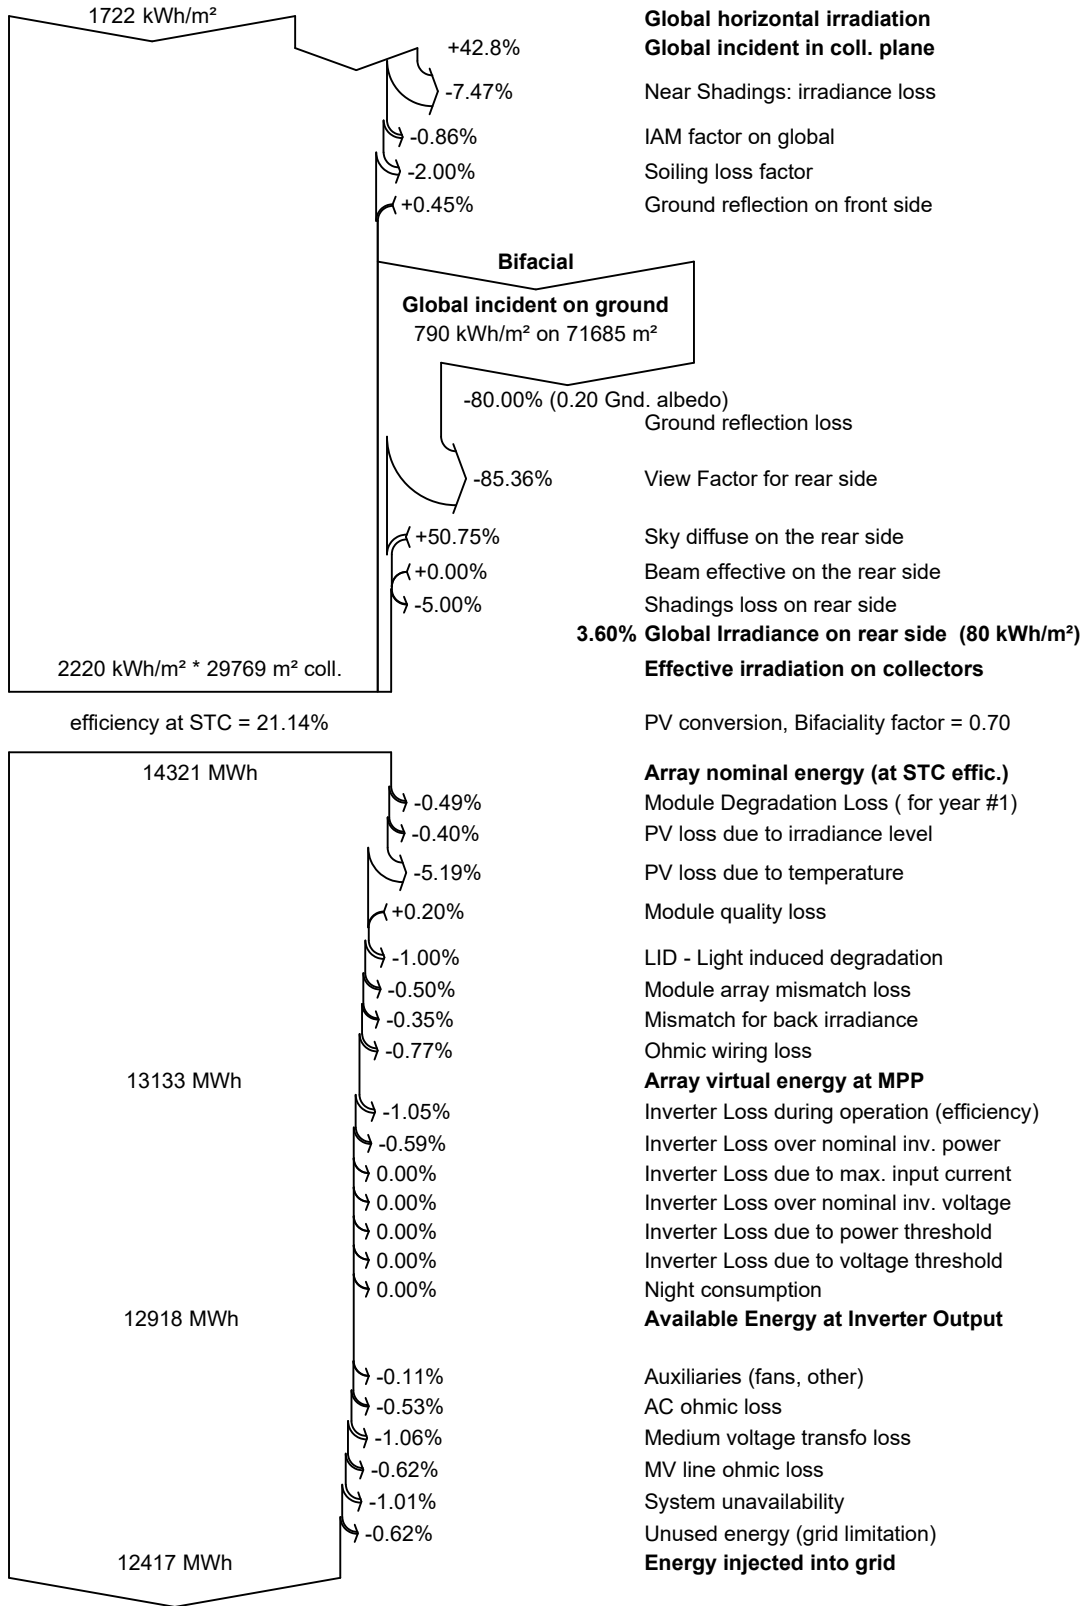 1722 kWh/m² Global horizontal irradiation
+42.8% Global incident in coll. plane
-7.47% Near Shadings: irradiance loss
-0.86% IAM factor on global
-2.00% Soiling loss factor
+0.45% Ground reflection on front side
Bifacial
Global incident on ground
790 kWh/m² on 71685 m²
-80.00% (0.20 Gnd. albedo)
Ground reflection loss
-85.36% View Factor for rear side
+50.75% Sky diffuse on the rear side
+0.00% Beam effective on the rear side
-5.00% Shadings loss on rear side
3.60% Global Irradiance on rear side (80 kWh/m²)
2220 kWh/m² * 29769 m² coll. Effective irradiation on collectors
efficiency at STC = 21.14% PV conversion, Bifaciality factor = 0.70
14321 MWh Array nominal energy (at STC effic.)
-0.49% Module Degradation Loss ( for year #1)
-0.40% PV loss due to irradiance level
-5.19% PV loss due to temperature
+0.20% Module quality loss
-1.00% LID - Light induced degradation
-0.50% Module array mismatch loss
-0.35% Mismatch for back irradiance
-0.77% Ohmic wiring loss
13133 MWh Array virtual energy at MPP
-1.05% Inverter Loss during operation (efficiency)
-0.59% Inverter Loss over nominal inv. power
0.00% Inverter Loss due to max. input current
0.00% Inverter Loss over nominal inv. voltage
0.00% Inverter Loss due to power threshold
0.00% Inverter Loss due to voltage threshold
0.00% Night consumption
12918 MWh Available Energy at Inverter Output
-0.11% Auxiliaries (fans, other)
-0.53% AC ohmic loss
-1.06% Medium voltage transfo loss
-0.62% MV line ohmic loss
-1.01% System unavailability
-0.62% Unused energy (grid limitation)
12417 MWh Energy injected into grid